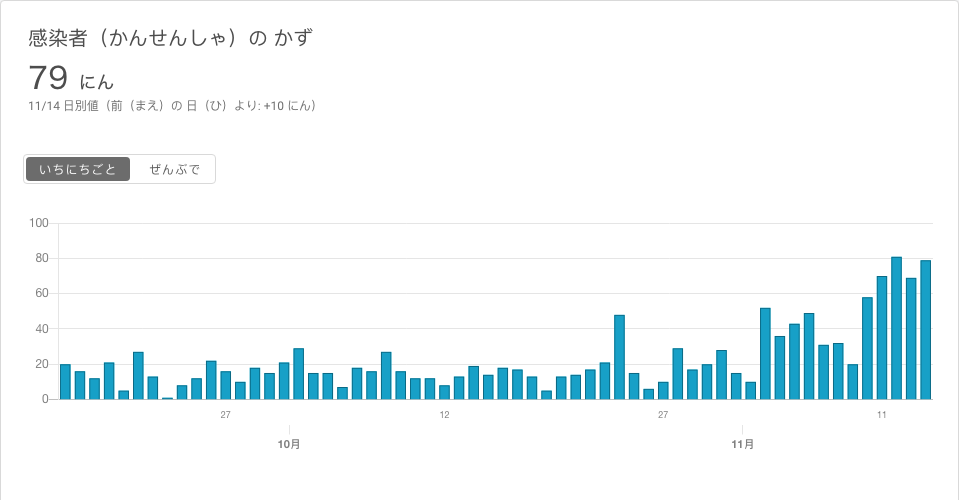 感染者（かんせんしゃ）の かず
79 にん
11/14 日別値（前（まえ）の 日（ひ）より: +10 にん）
いちにちごと ぜんぶで
100
80
60
40
20
0
27 12 27 11
10月 11月